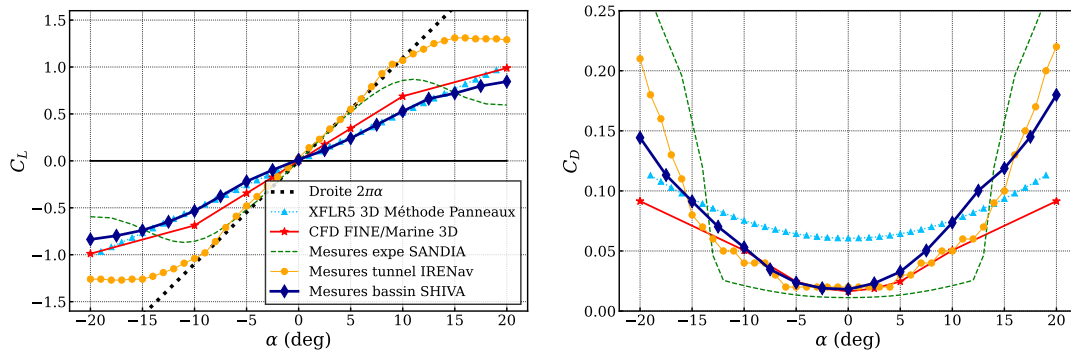 1.5
1.0
0.5
0.0
−0.5
−1.0
−1.5
C_L
−20 −15 −10 −5 0 5 10 15 20
α (deg)
Droite 2πα
XFLR5 3D Méthode Panneaux
CFD FINE/Marine 3D
Mesures expe SANDIA
Mesures tunnel IRENav
Mesures bassin SHIVA
0.25
0.20
0.15
0.10
0.05
0.00
C_D
−20 −15 −10 −5 0 5 10 15 20
α (deg)